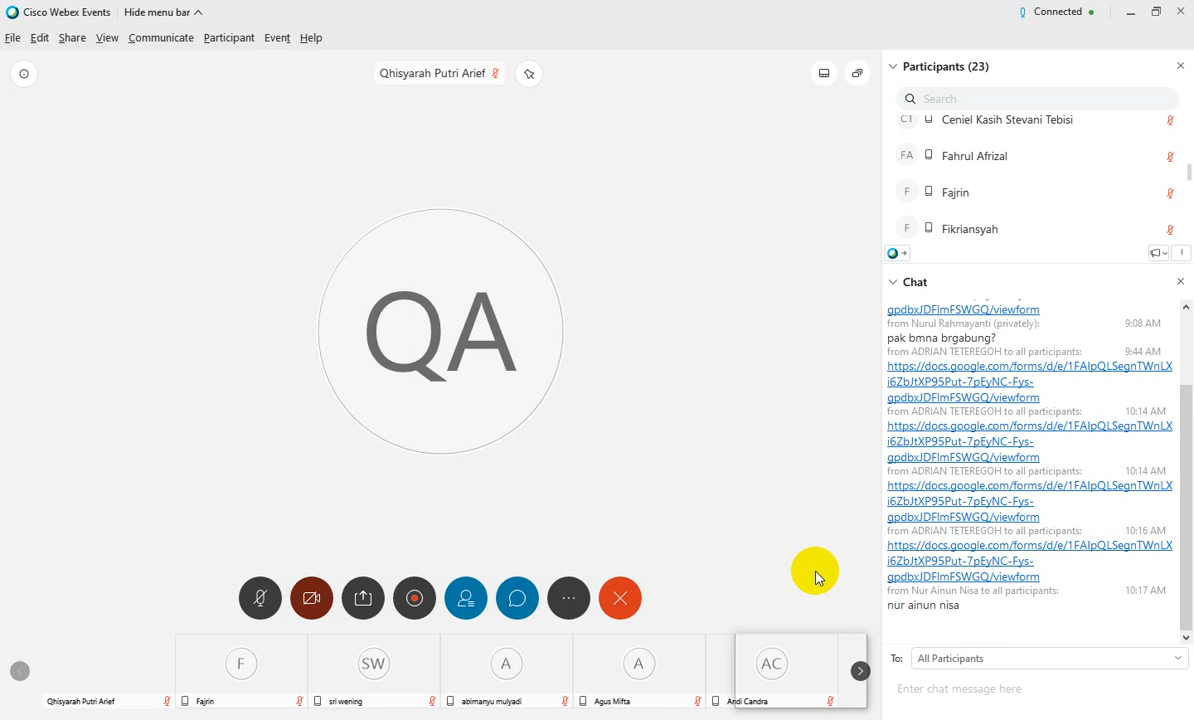 Cisco Webex Events
Hide menu bar
Connected
File Edit Share View Communicate Participant Event Help
Qhisyarah Putri Arief
QA
Participants (23)
Search
CT Ceniel Kasih Stevani Tebisi
FA Fahrul Afrizal
F Fajrin
F Fikriansyah
Chat
gpdbxJDFlmFSWGQ/viewform
from Nurul Rahmayanti (privately): 9:08 AM
pak bmna brgabung?
from ADRIAN TETEREGOH to all participants: 9:44 AM
https://docs.google.com/forms/d/e/1FAIpQLSegnTWnLX
i6ZbJtXP95Put-7pEyNC-Fys-
gpdbxJDFlmFSWGQ/viewform
from ADRIAN TETEREGOH to all participants: 10:14 AM
https://docs.google.com/forms/d/e/1FAIpQLSegnTWnLX
i6ZbJtXP95Put-7pEyNC-Fys-
gpdbxJDFlmFSWGQ/viewform
from ADRIAN TETEREGOH to all participants: 10:14 AM
https://docs.google.com/forms/d/e/1FAIpQLSegnTWnLX
i6ZbJtXP95Put-7pEyNC-Fys-
gpdbxJDFlmFSWGQ/viewform
from ADRIAN TETEREGOH to all participants: 10:16 AM
https://docs.google.com/forms/d/e/1FAIpQLSegnTWnLX
i6ZbJtXP95Put-7pEyNC-Fys-
gpdbxJDFlmFSWGQ/viewform
from Nur Ainun Nisa to all participants: 10:17 AM
nur ainun nisa
To: All Participants
Enter chat message here
F SW A A AC
Qhisyarah Putri Arief Fajrin sri wening abimanyu mulyadi Agus Mifta Andi Candra